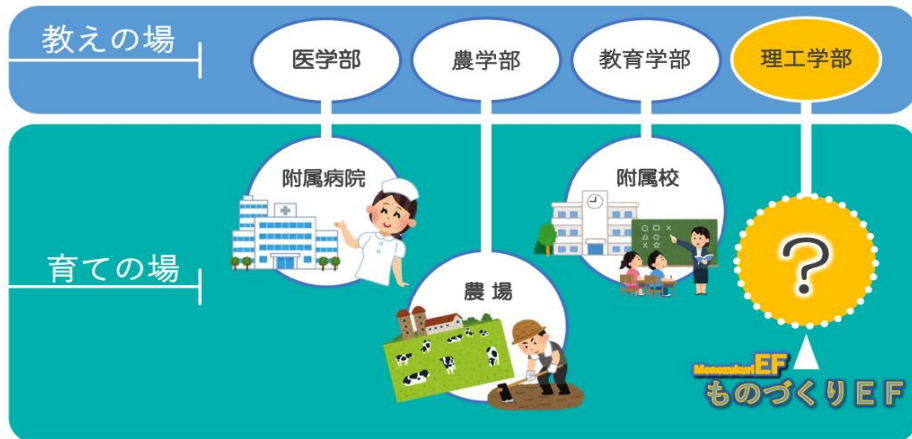 教えの場
医学部
農学部
教育学部
理工学部
育ての場
附属病院
農場
附属校
?
MonozukuriEF
ものづくりEF